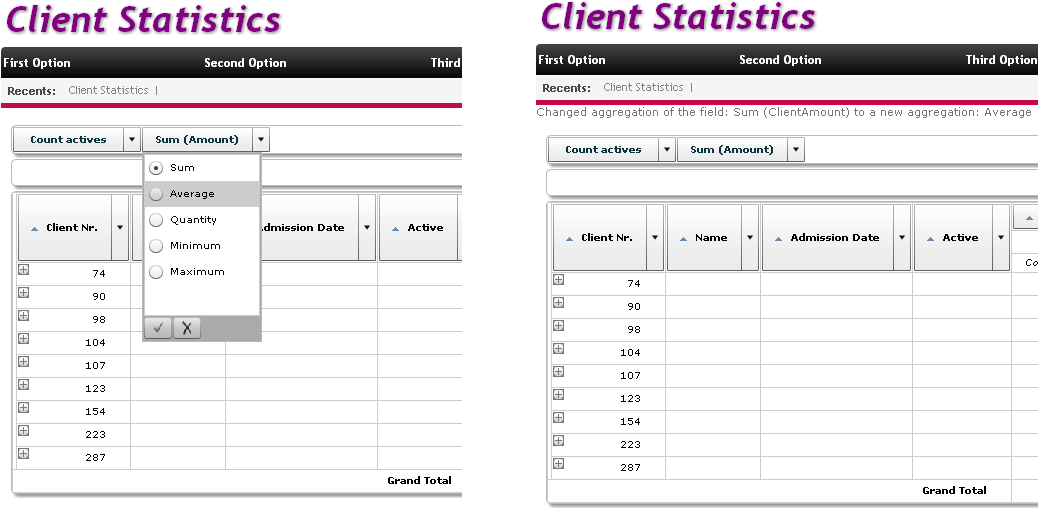 Client Statistics
First Option Second Option Third
Recents: Client Statistics |
Count actives Sum (Amount)
Sum
Average
Quantity
Minimum
Maximum
Client Nr. dmission Date Active
74
90
98
104
107
123
154
223
287
Grand Total
Client Statistics
First Option Second Option Third Option
Recents: Client Statistics |
Changed aggregation of the field: Sum (ClientAmount) to a new aggregation: Average
Count actives Sum (Amount)
Client Nr. Name Admission Date Active
Co
74
90
98
104
107
123
154
223
287
Grand Total